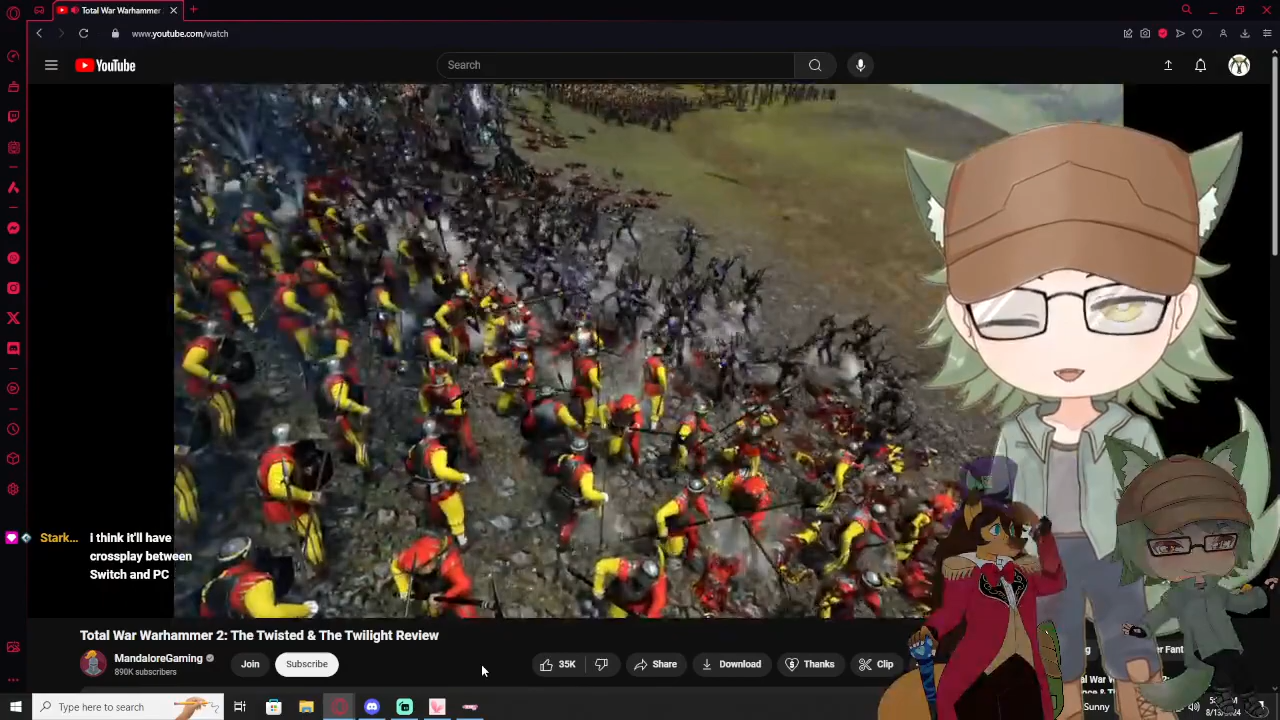 Total War Warhammer
www.youtube.com/watch
YouTube
Search
Stark... i think it'll have
crossplay between
Switch and PC
Total War Warhammer 2: The Twisted & The Twilight Review
MandaloreGaming
890K subscribers
Join
Subscribe
35K
Share
Download
Thanks
Clip
Type here to search
Sunny